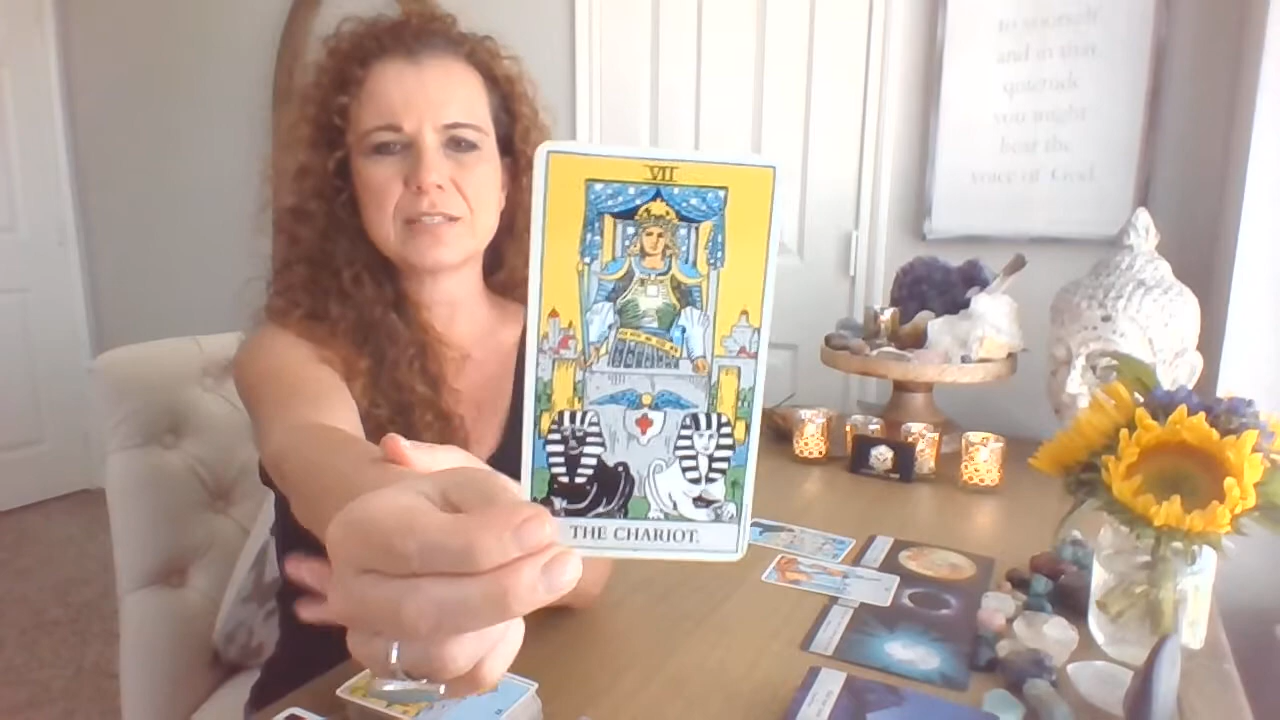 VII
THE CHARIOT.
to yourself
and in that
quietude
you might
hear the
voice of God.